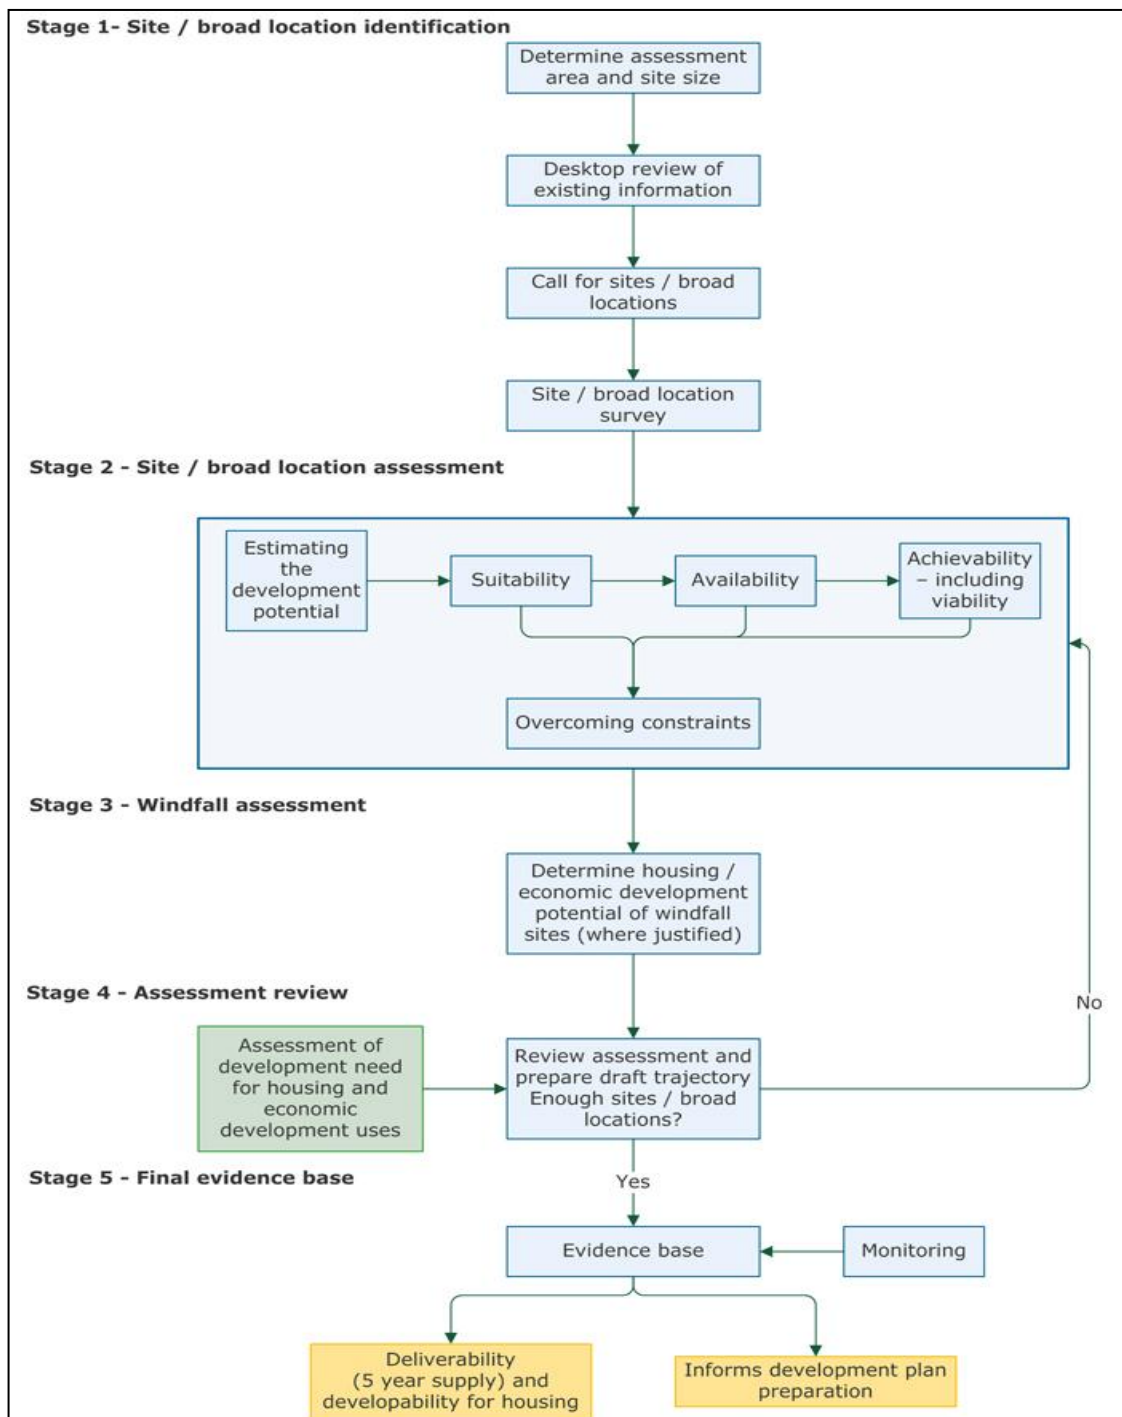 Stage 1- Site / broad location identification
Determine assessment
area and site size
Desktop review of
existing information
Call for sites / broad
locations
Site / broad location
survey
Stage 2 - Site / broad location assessment
Estimating
the
development
potential
Suitability
Availability
Achievability
– including
viability
Overcoming constraints
Stage 3 - Windfall assessment
Determine housing /
economic development
potential of windfall
sites (where justified)
Stage 4 - Assessment review
No
Assessment of
development need
for housing and
economic
development uses
Review assessment and
prepare draft trajectory
Enough sites / broad
locations?
Stage 5 - Final evidence base
Yes
Evidence base
Monitoring
Deliverability
(5 year supply) and
developability for housing
Informs development plan
preparation